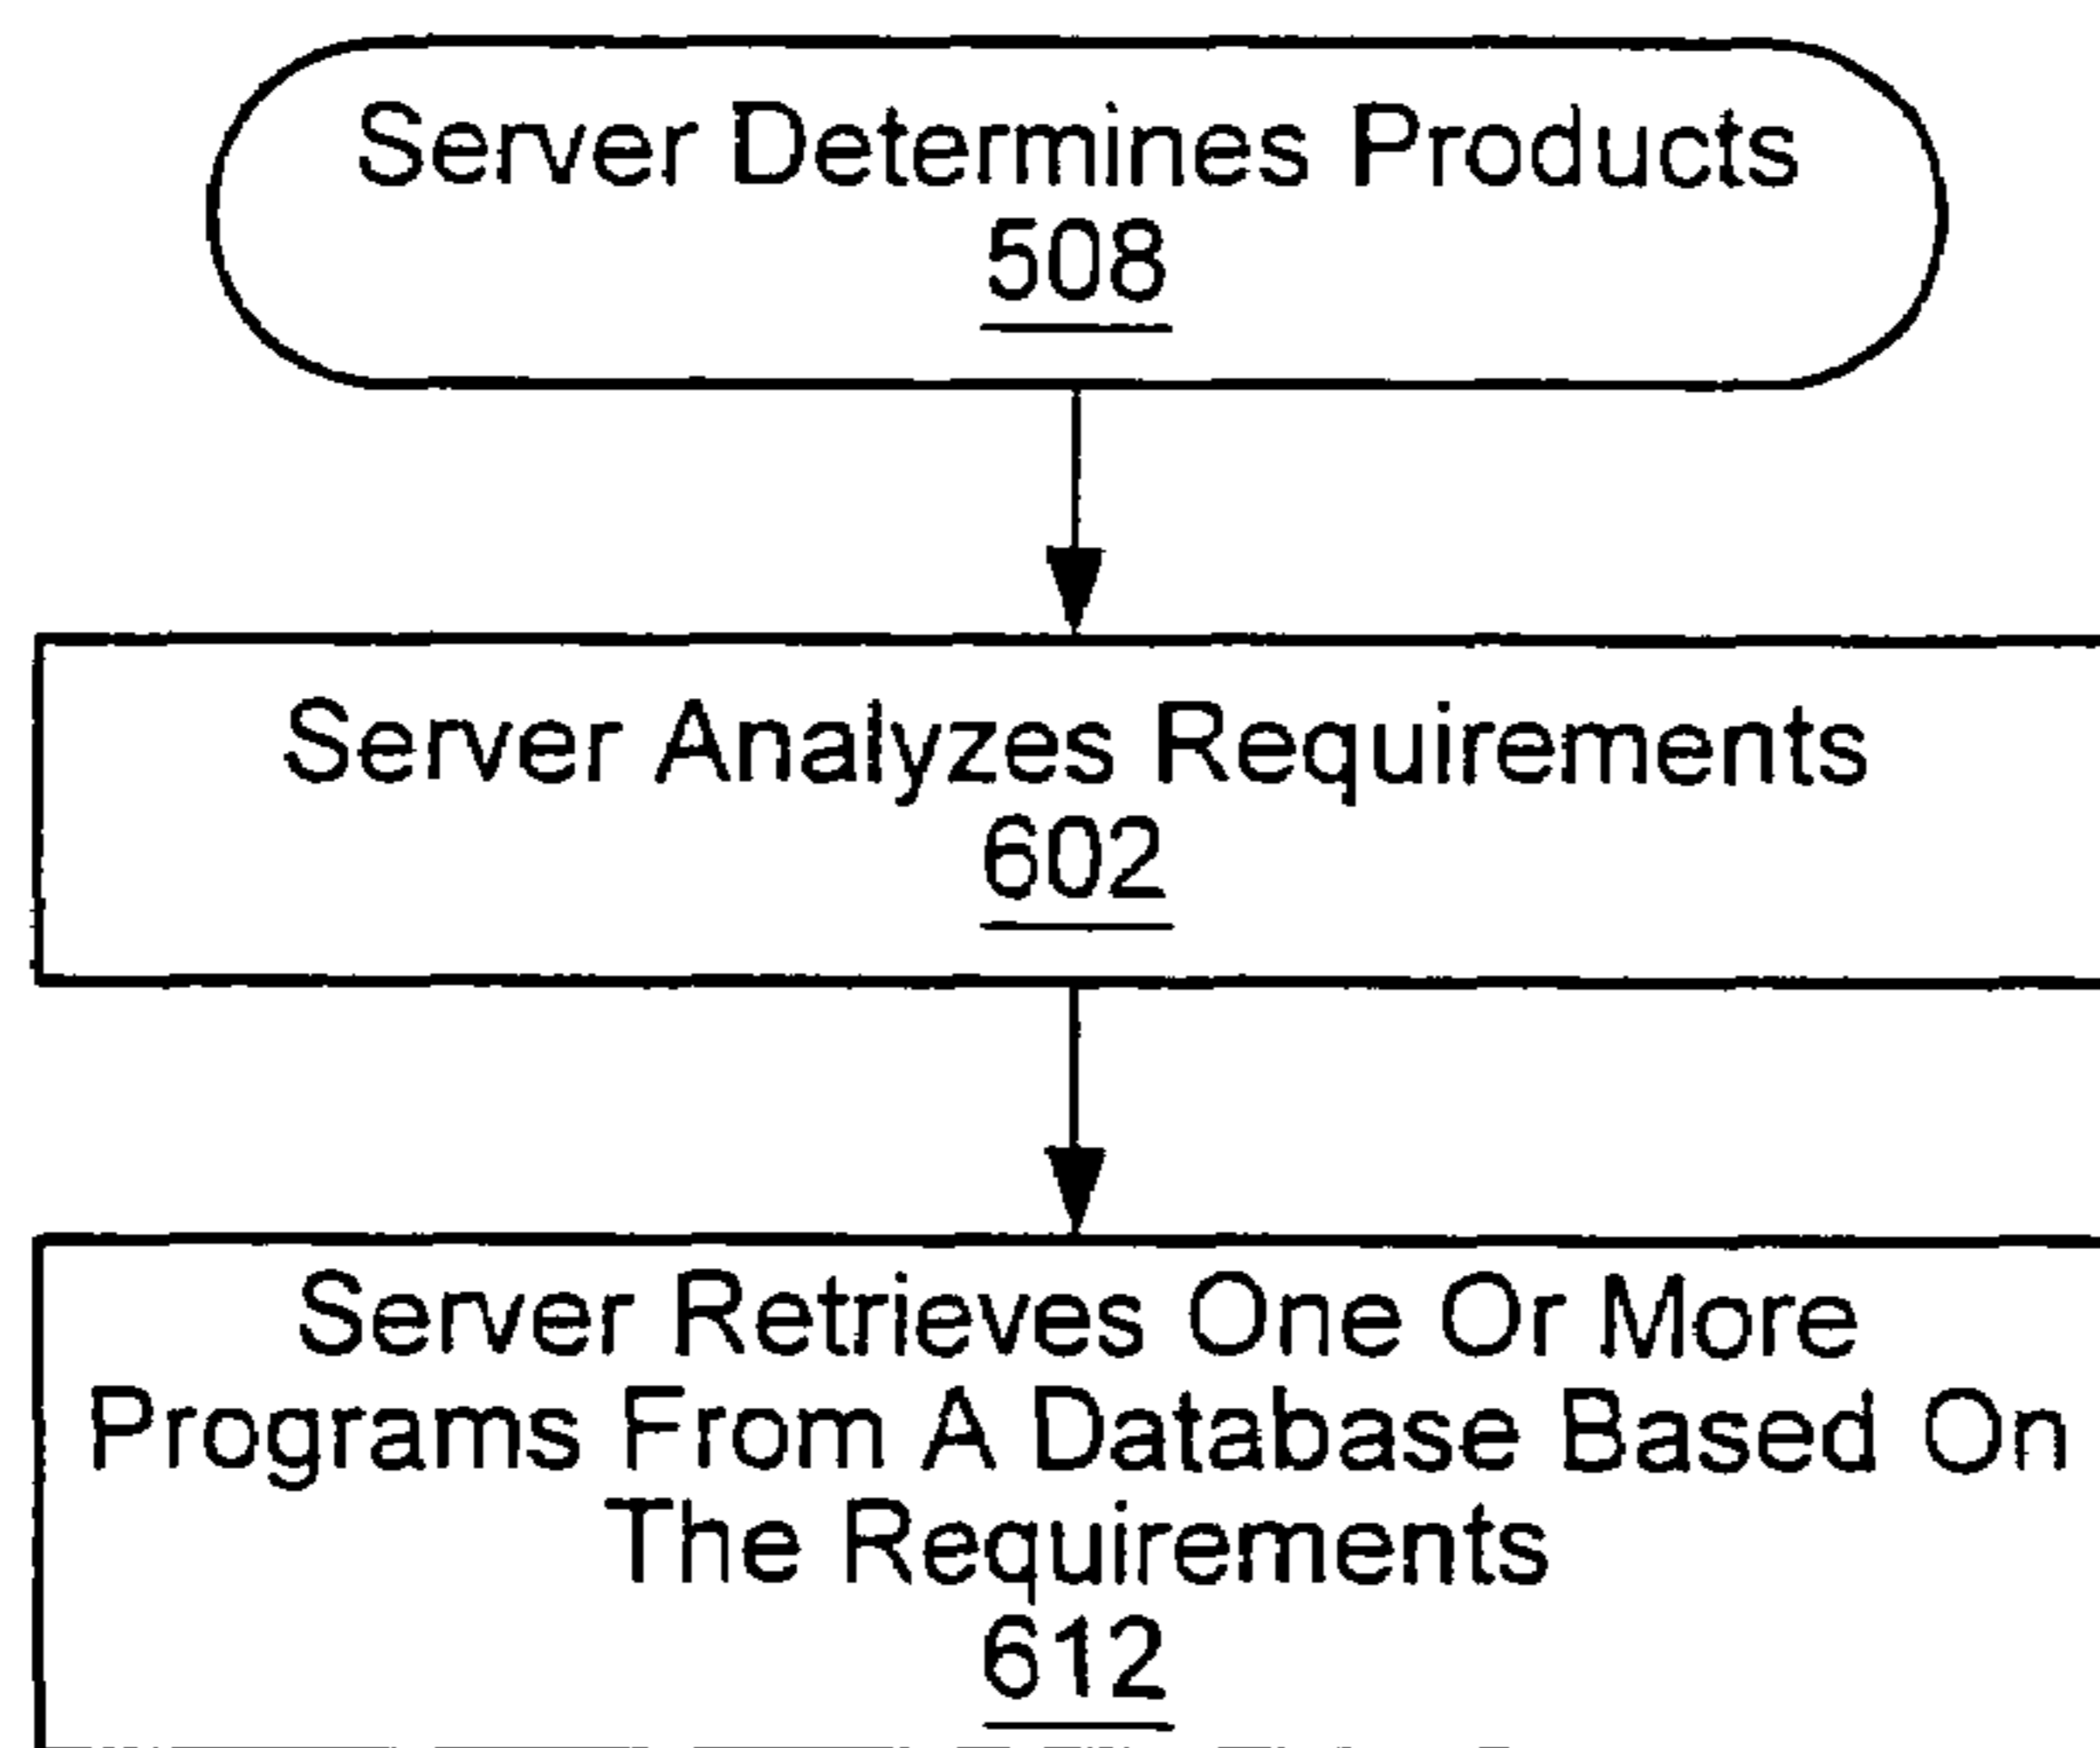 Server Determines Products
508
Server Analyzes Requirements
602
Server Retrieves One Or More
Programs From A Database Based On
The Requirements
612